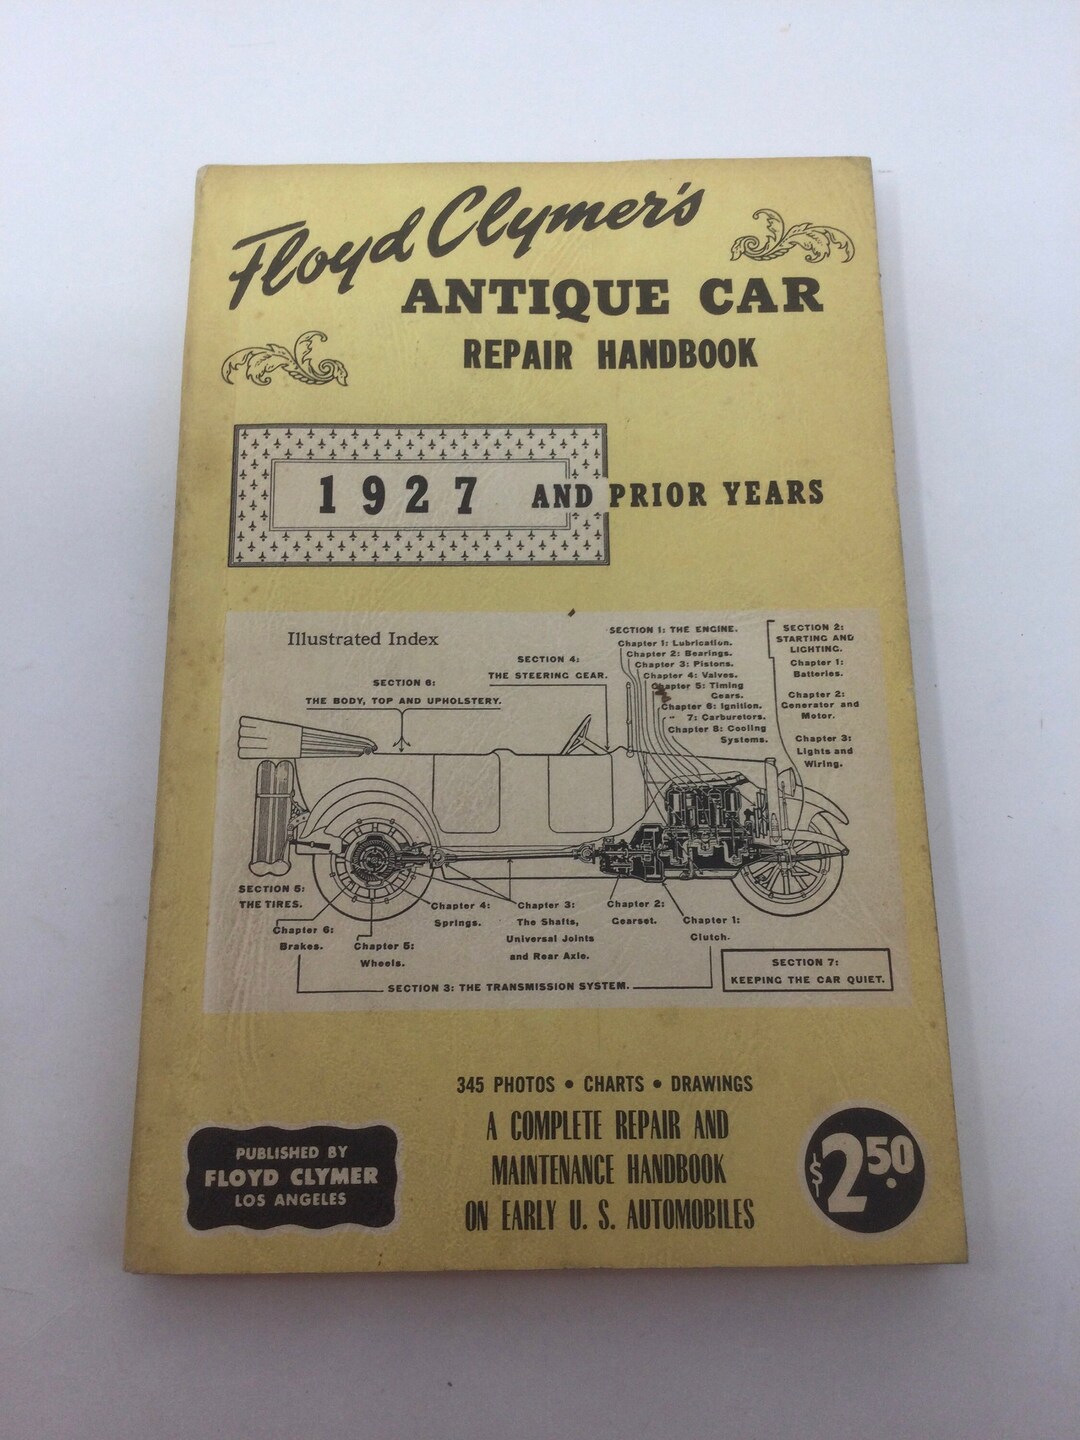 Floyd Clymer's
ANTIQUE CAR
REPAIR HANDBOOK
1927 AND PRIOR YEARS
Illustrated Index
SECTION 6:
THE BODY, TOP AND UPHOLSTERY.
SECTION 4:
THE STEERING GEAR.
SECTION 1: THE ENGINE.
Chapter 1: Lubrication.
Chapter 2: Bearings.
Chapter 3: Pistons.
Chapter 4: Valves.
Chapter 5: Timing
Gears.
Chapter 6: Ignition.
7: Carburetors.
Chapter 8: Cooling
Systems.
SECTION 2:
STARTING AND
LIGHTING.
Chapter 1:
Batteries.
Chapter 2:
Generator and
Motor.
Chapter 3:
Lights and
Wiring.
SECTION 5:
THE TIRES.
Chapter 6:
Brakes.
Chapter 5:
Wheels.
Chapter 4:
Springs.
Chapter 3:
The Shafts,
Universal Joints
and Rear Axle.
Chapter 2:
Gearset.
Chapter 1:
Clutch.
SECTION 3: THE TRANSMISSION SYSTEM.
SECTION 7:
KEEPING THE CAR QUIET.
345 PHOTOS • CHARTS • DRAWINGS
A COMPLETE REPAIR AND
MAINTENANCE HANDBOOK
ON EARLY U. S. AUTOMOBILES
PUBLISHED BY
FLOYD CLYMER
LOS ANGELES
$2.50